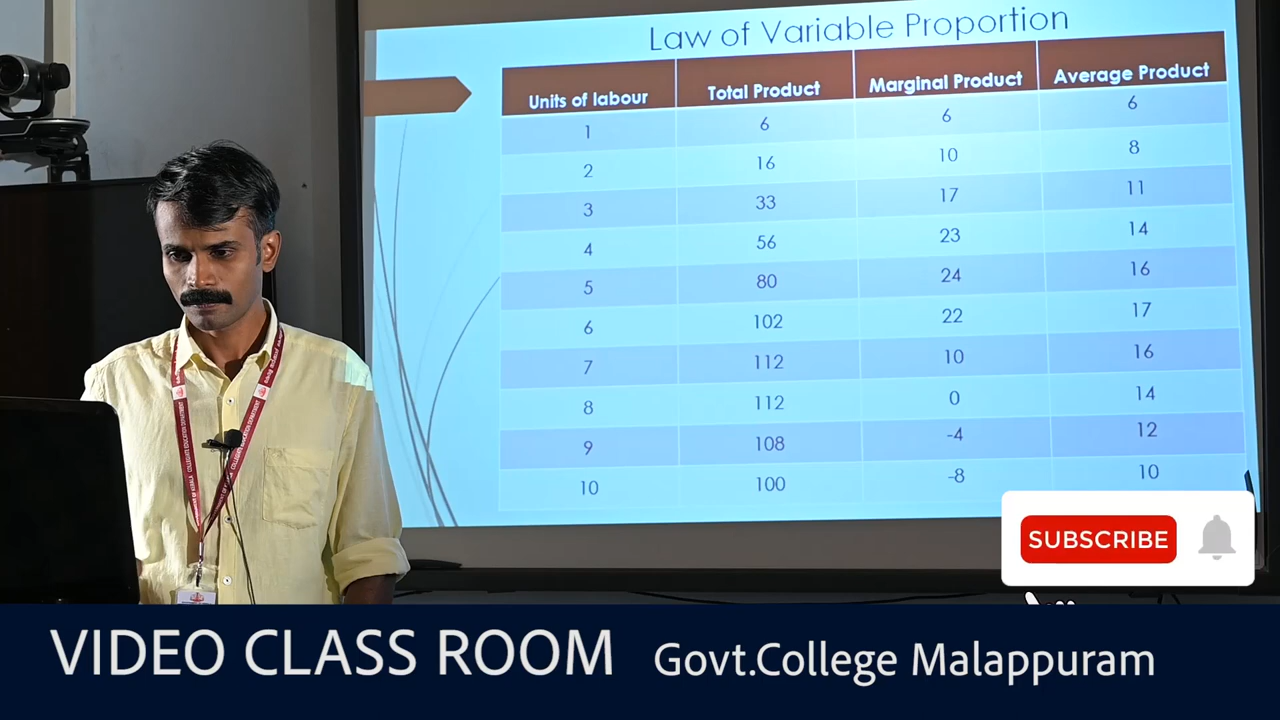 Law of Variable Proportion
Units of labour Total Product Marginal Product Average Product
1 6 6 6
2 16 10 8
3 33 17 11
4 56 23 14
5 80 24 16
6 102 22 17
7 112 10 16
8 112 0 14
9 108 -4 12
10 100 -8 10
COLLEGIATE EDUCATION DEPARTMENT
SUBSCRIBE
VIDEO CLASS ROOM Govt.College Malappuram